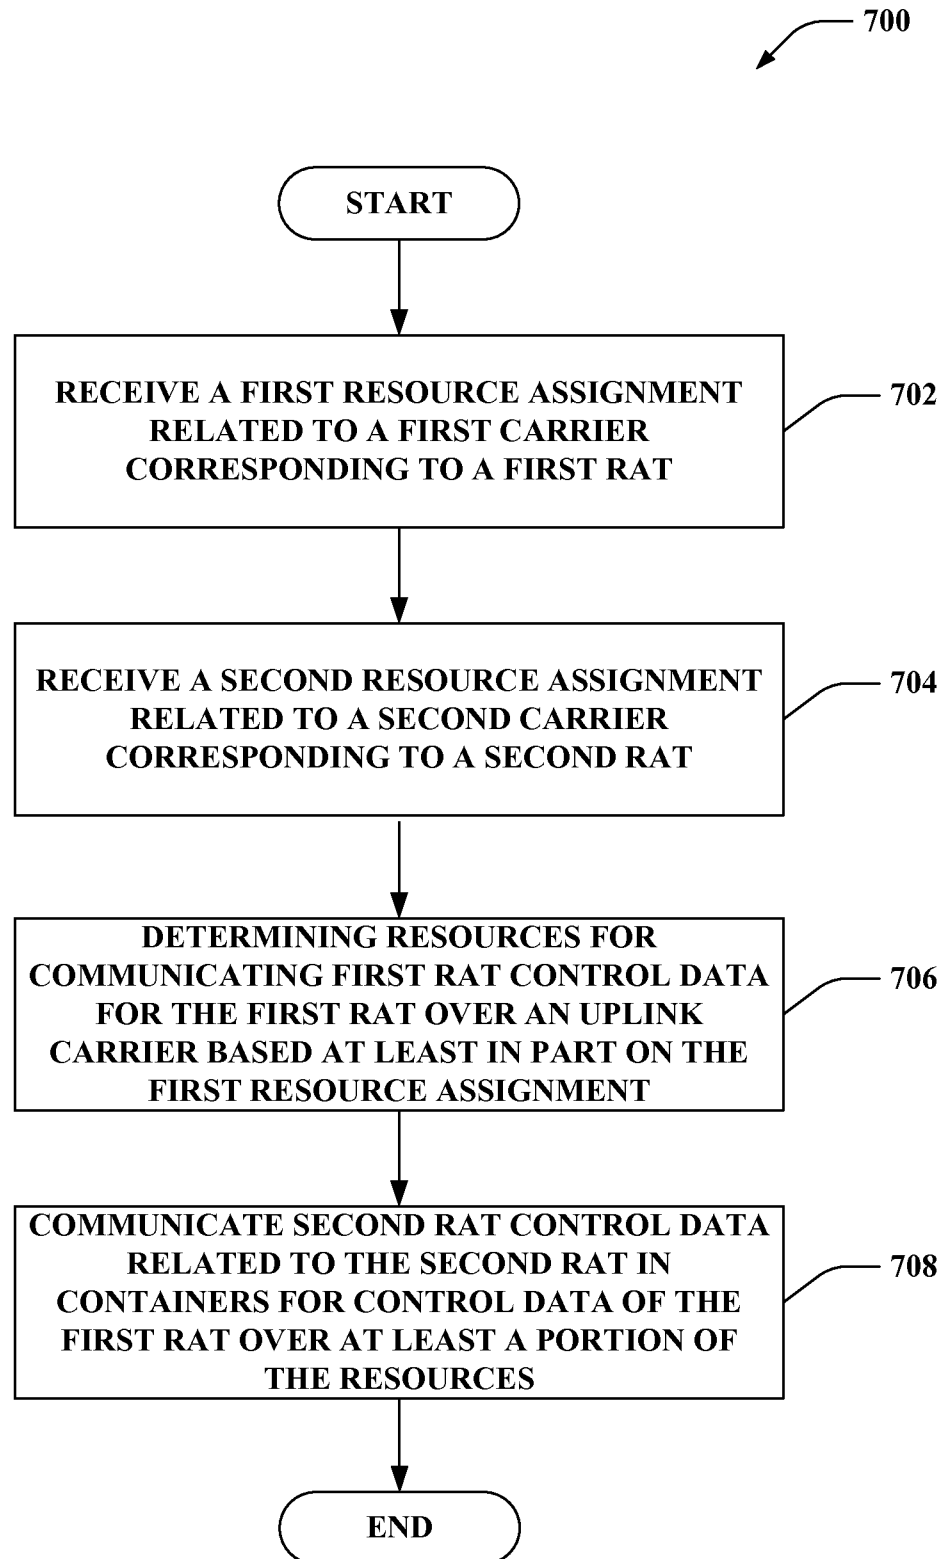 700
START
RECEIVE A FIRST RESOURCE ASSIGNMENT
RELATED TO A FIRST CARRIER
CORRESPONDING TO A FIRST RAT
702
RECEIVE A SECOND RESOURCE ASSIGNMENT
RELATED TO A SECOND CARRIER
CORRESPONDING TO A SECOND RAT
704
DETERMINING RESOURCES FOR
COMMUNICATING FIRST RAT CONTROL DATA
FOR THE FIRST RAT OVER AN UPLINK
CARRIER BASED AT LEAST IN PART ON THE
FIRST RESOURCE ASSIGNMENT
706
COMMUNICATE SECOND RAT CONTROL DATA
RELATED TO THE SECOND RAT IN
CONTAINERS FOR CONTROL DATA OF THE
FIRST RAT OVER AT LEAST A PORTION OF
THE RESOURCES
708
END